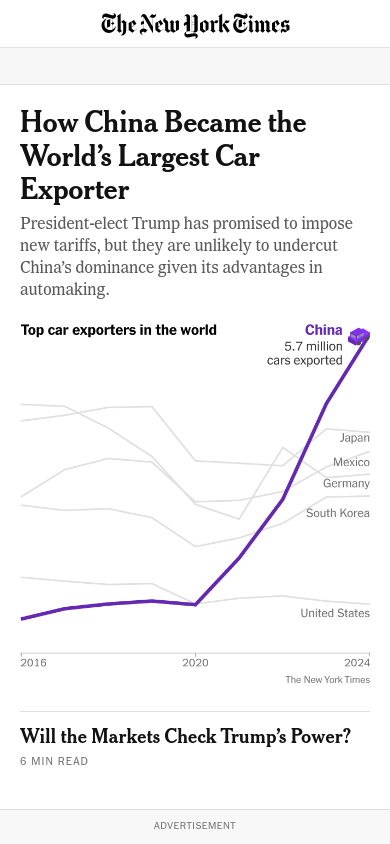 The New York Times
How China Became the
World’s Largest Car
Exporter
President-elect Trump has promised to impose
new tariffs, but they are unlikely to undercut
China’s dominance given its advantages in
automaking.
Top car exporters in the world
China
5.7 million
cars exported
Japan
Mexico
Germany
South Korea
United States
2016 2020 2024
The New York Times
Will the Markets Check Trump’s Power?
6 MIN READ
ADVERTISEMENT